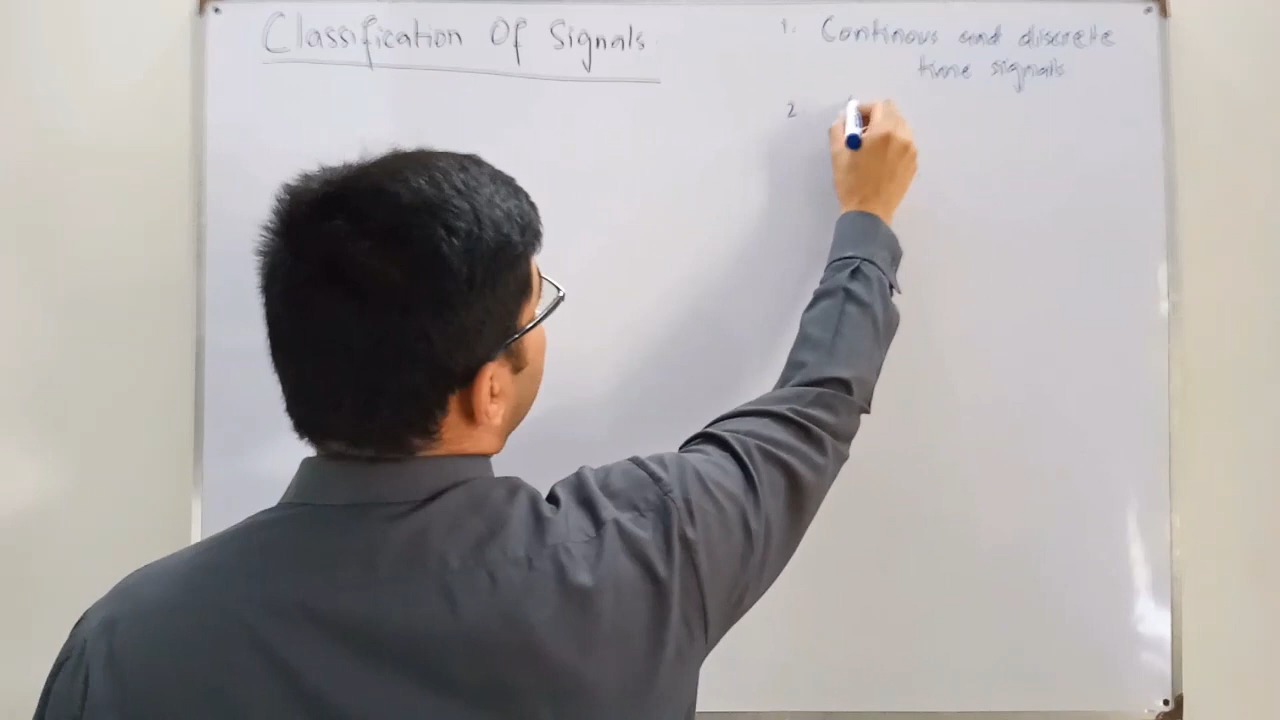 Classification Of Signals
1. Continous and discrete
time signals
2